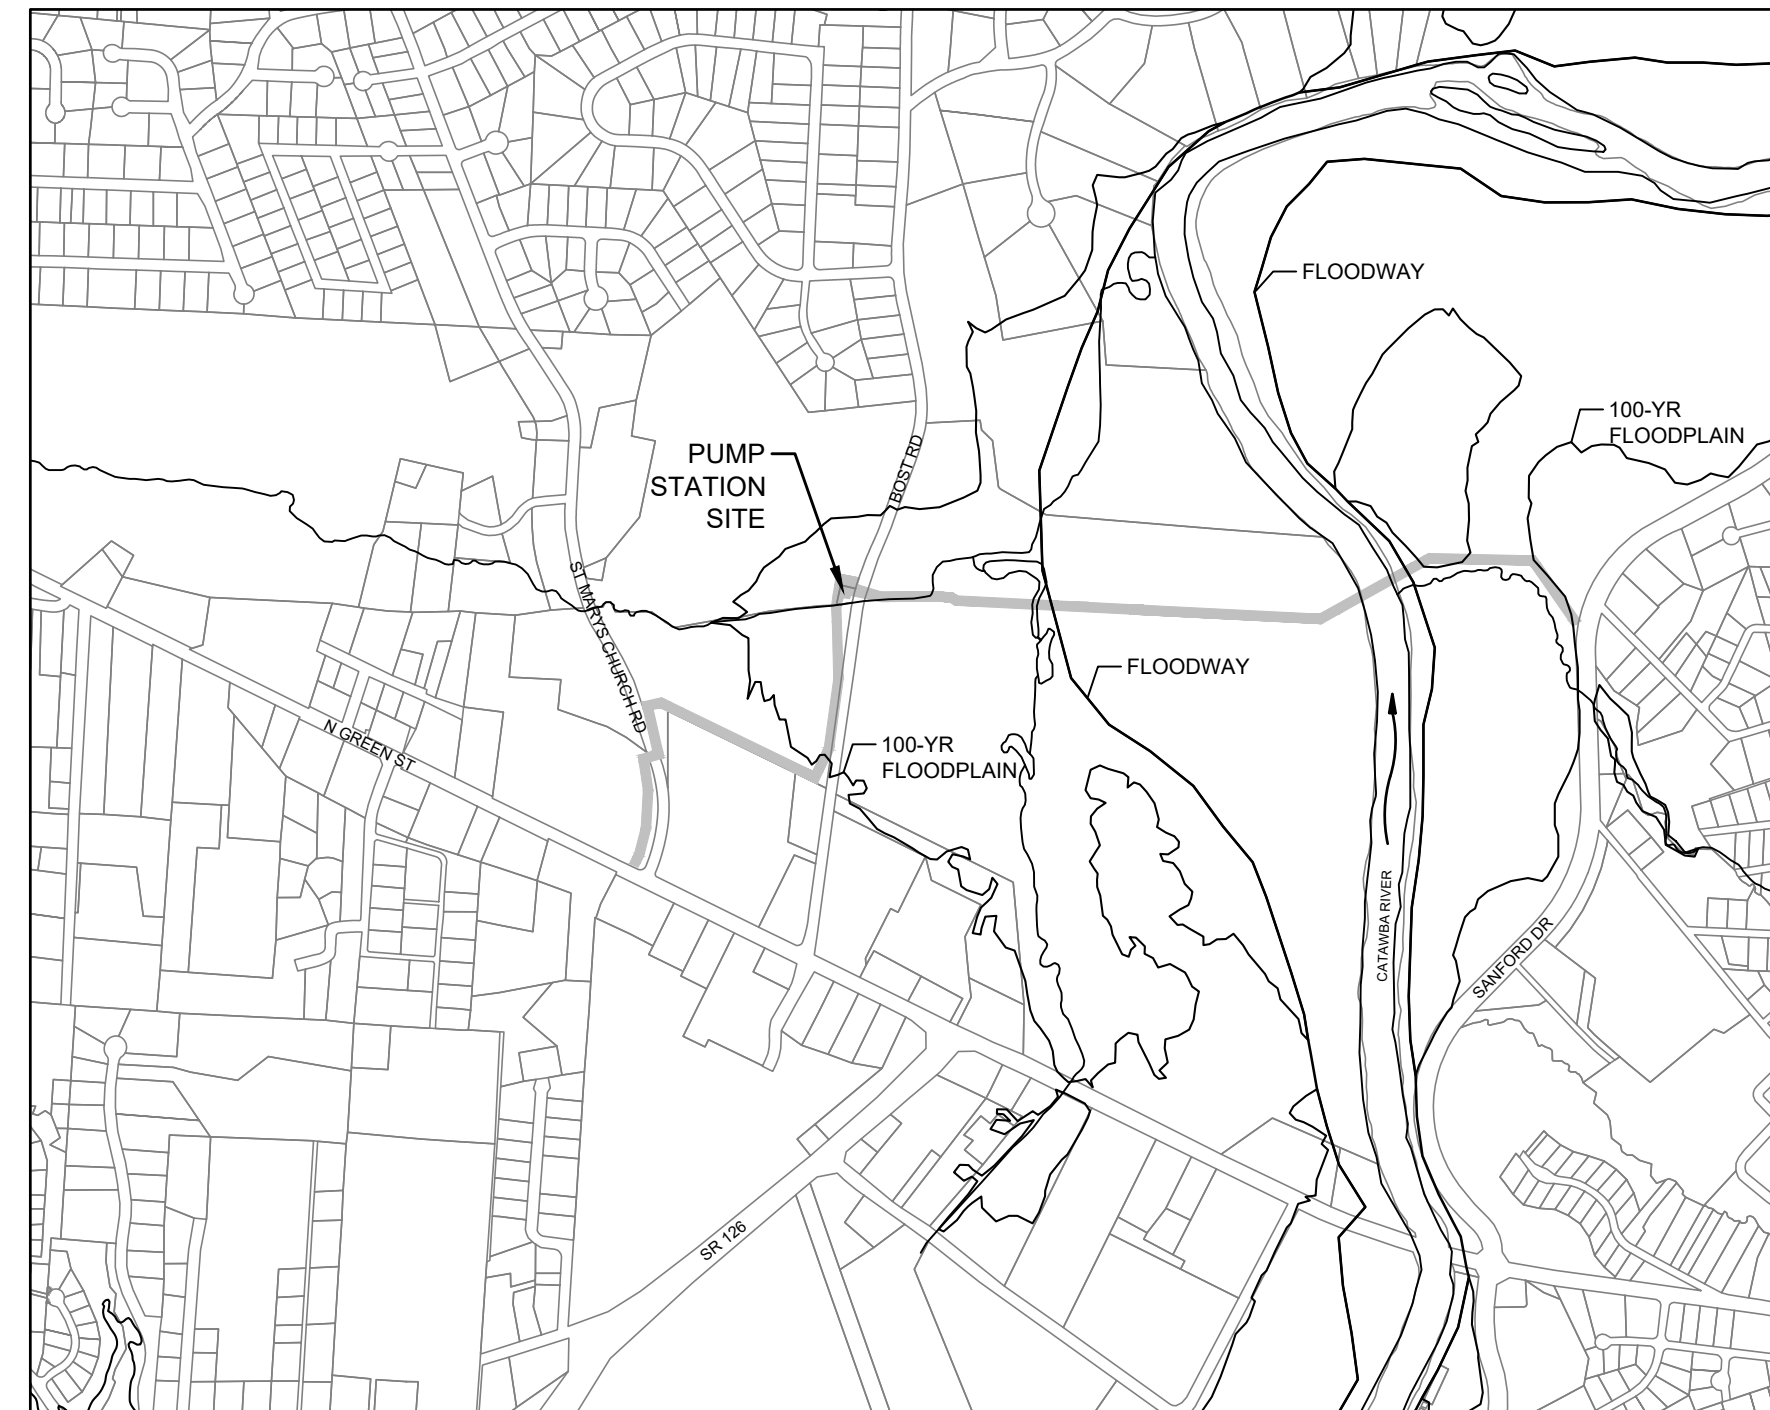 FLOODWAY
100-YR
FLOODPLAIN
PUMP
STATION
SITE
BOST RD
ST MARYS CHURCH RD
FLOODWAY
N GREEN ST
100-YR
FLOODPLAIN
CATAWBA RIVER
SANFORD DR
SR 126